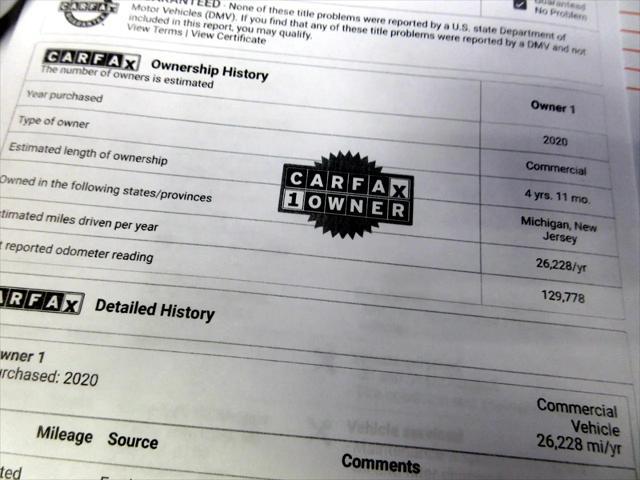 CARFAX
GUARANTEED - None of these title problems were reported by a U.S. state Department of
Motor Vehicles (DMV). If you find that any of these title problems were reported by a DMV and not
included in this report, you may qualify.
View Terms | View Certificate
Guaranteed
No Problem
CARFAX Ownership History
The number of owners is estimated
Owner 1
Year purchased
2020
Type of owner
Commercial
Estimated length of ownership
4 yrs. 11 mo.
Owned in the following states/provinces
Michigan, New
Jersey
timated miles driven per year
26,228/yr
t reported odometer reading
129,778
CARFAX
1 OWNER
ARFAX Detailed History
wner 1
rchased: 2020
Commercial
Vehicle
26,228 mi/yr
Mileage Source
Comments
ted